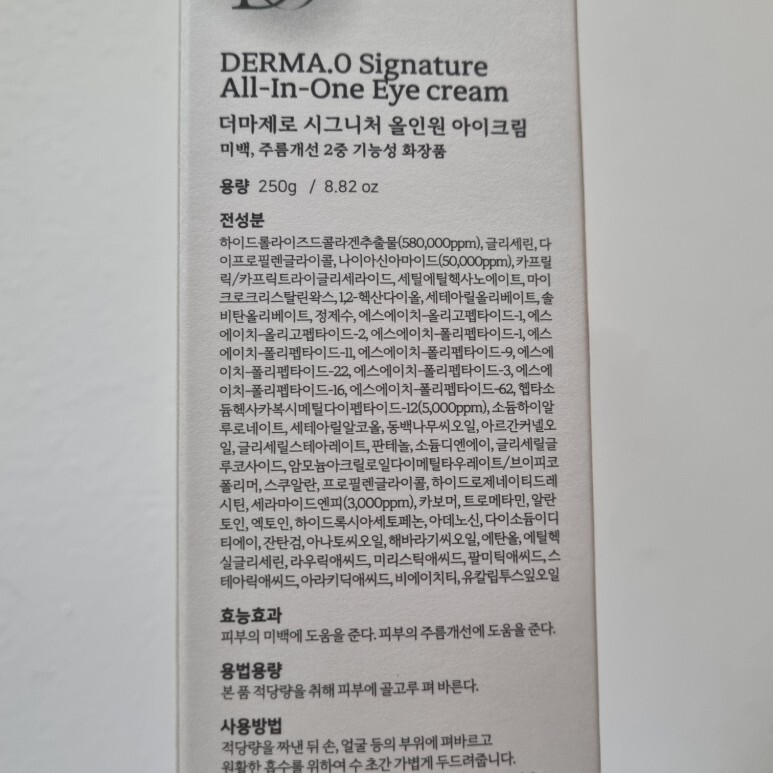 DERMA.O Signature
All-In-One Eye cream
더마제로 시그니처 올인원 아이크림
미백, 주름개선 2중 기능성 화장품
용량 250g / 8.82 oz
전성분
하이드롤라이즈드콜라겐추출물(580,000ppm), 글리세린, 다
이프로필렌글라이콜, 나이아신아마이드(50,000ppm), 카프릴
릭/카프릭트라이글리세라이드, 세틸에틸헥사노에이트, 마이
크로크리스탈린왁스, 1,2-헥산다이올, 세테아릴올리베이트, 솔
비탄올리베이트, 정제수, 에스에이치-올리고펩타이드-1, 에스
에이치-올리고펩타이드-2, 에스에이치-폴리펩타이드-1, 에스
에이치-폴리펩타이드-11, 에스에이치-폴리펩타이드-9, 에스에
이치-폴리펩타이드-22, 에스에이치-폴리펩타이드-3, 에스에
이치-폴리펩타이드-16, 에스에이치-폴리펩타이드-62, 헵타소
듐헥사카복시메틸다이펩타이드-12(5,000ppm), 소듐하이알
루로네이트, 세테아릴알코올, 동백나무씨오일, 아르간커넬오
일, 글리세릴스테아레이트, 판테놀, 소듐디엔에이, 글리세릴글
루코사이드, 암모늄아크릴로일다이메틸타우레이트/브이피코
폴리머, 스쿠알란, 프로필렌글라이콜, 하이드로제네이티드레
시틴, 세라마이드엔피(3,000ppm), 카보머, 트로메타민, 알란
토인, 엑토인, 하이드록시아세토페논, 아데노신, 다이소듐이디
티에이, 잔탄검, 아나토씨오일, 해바라기씨오일, 에탄올, 에틸헥
실글리세린, 라우릭애씨드, 미리스틱애씨드, 팔미틱애씨드, 스
테아릭애씨드, 아라키딕애씨드, 비에이치티, 유칼립투스잎오일
효능효과
피부의 미백에 도움을 준다. 피부의 주름개선에 도움을 준다.
용법용량
본 품 적당량을 취해 피부에 골고루 펴 바른다.
사용방법
적당량을 짜낸 뒤 손, 얼굴 등의 부위에 펴바르고
원활한 흡수를 위하여 수 초간 가볍게 두드려줍니다.